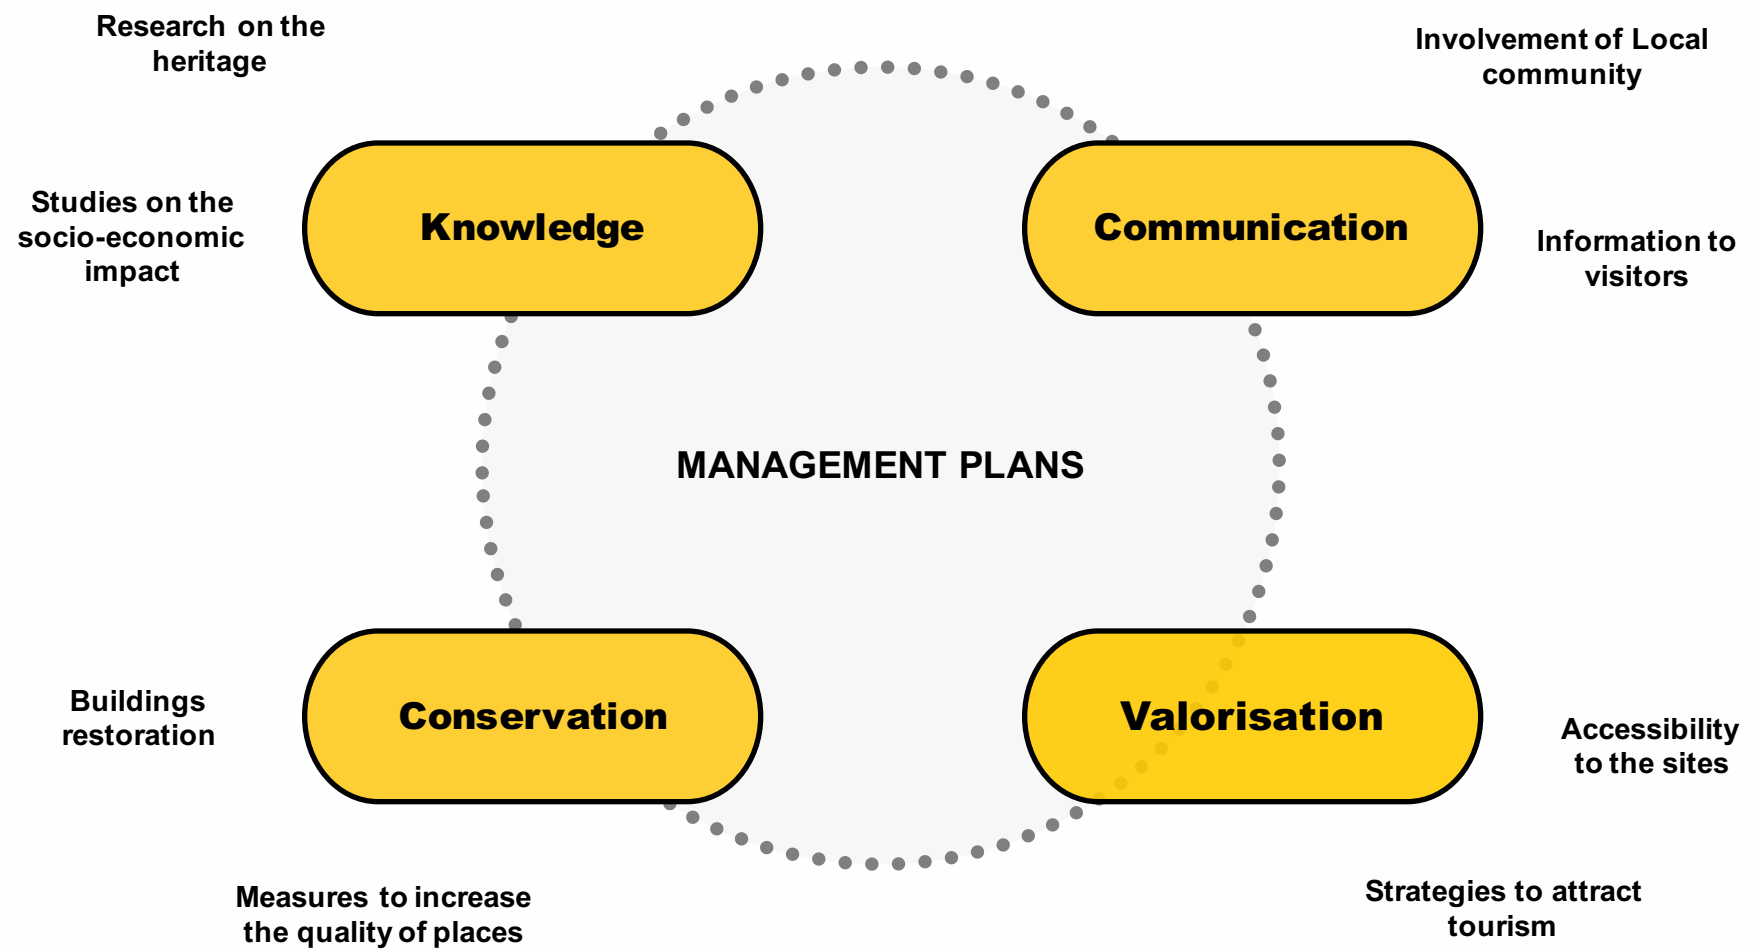 Research on the
heritage
Involvement of Local
community
Studies on the
socio-economic
impact
Knowledge
Communication
Information to
visitors
MANAGEMENT PLANS
Buildings
restoration
Conservation
Valorisation
Accessibility
to the sites
Measures to increase
the quality of places
Strategies to attract
tourism